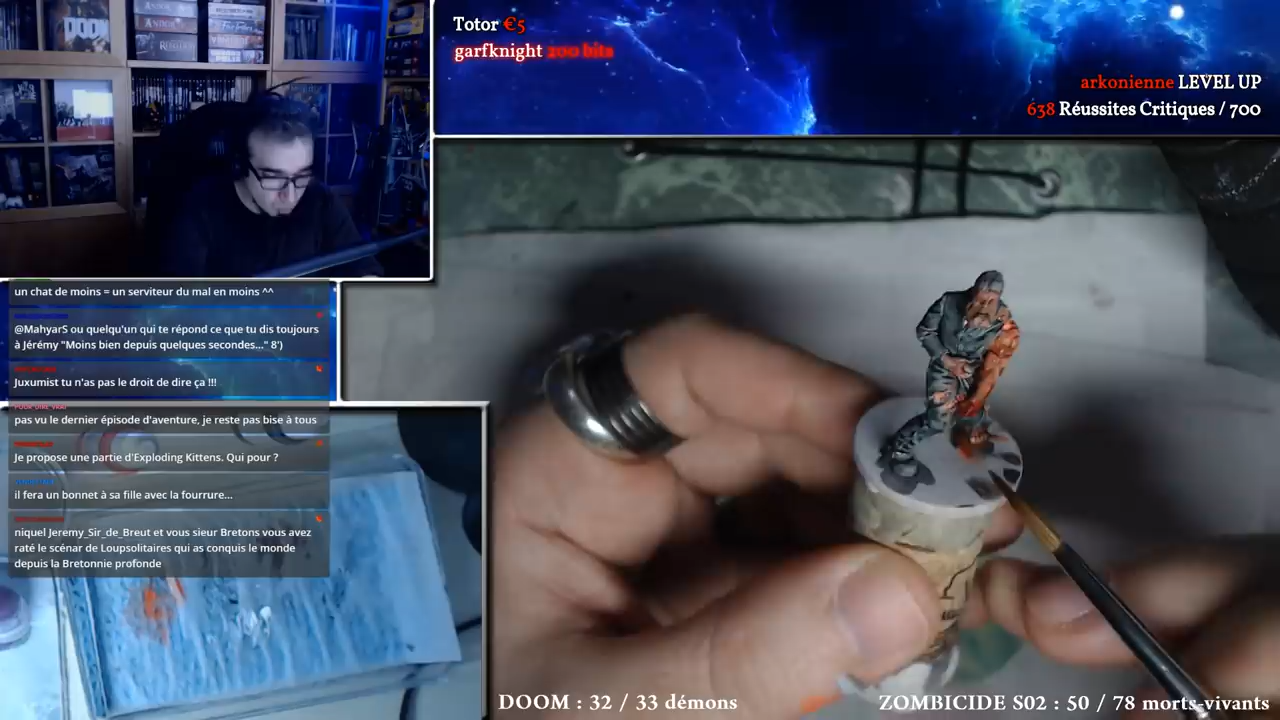 DOOM
ANDOR
ANDOR
Totor €5
garfknight 200 bits
arkonienne LEVEL UP
638 Réussites Critiques / 700
un chat de moins = un serviteur du mal en moins ^^
@MahyarS ou quelqu'un qui te répond ce que tu dis toujours
à Jérémy "Moins bien depuis quelques secondes..." 8')
Juxumist tu n'as pas le droit de dire ça !!!
pas vu le dernier épisode d'aventure, je reste pas bise à tous
Je propose une partie d'Exploding Kittens. Qui pour ?
il fera un bonnet à sa fille avec la fourrure...
niquel Jeremy_Sir_de_Breut et vous sieur Bretons vous avez
raté le scénar de Loupsolitaires qui as conquis le monde
depuis la Bretonnie profonde
DOOM : 32 / 33 démons
ZOMBICIDE S02 : 50 / 78 morts-vivants